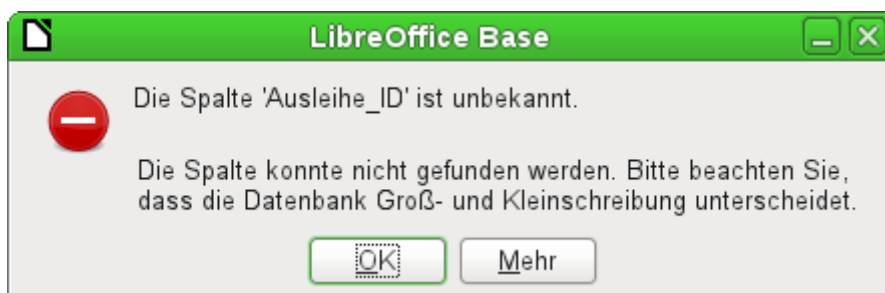 LibreOffice Base
Die Spalte 'Ausleihe_ID' ist unbekannt.
Die Spalte konnte nicht gefunden werden. Bitte beachten Sie,
dass die Datenbank Groß- und Kleinschreibung unterscheidet.
OK
Mehr